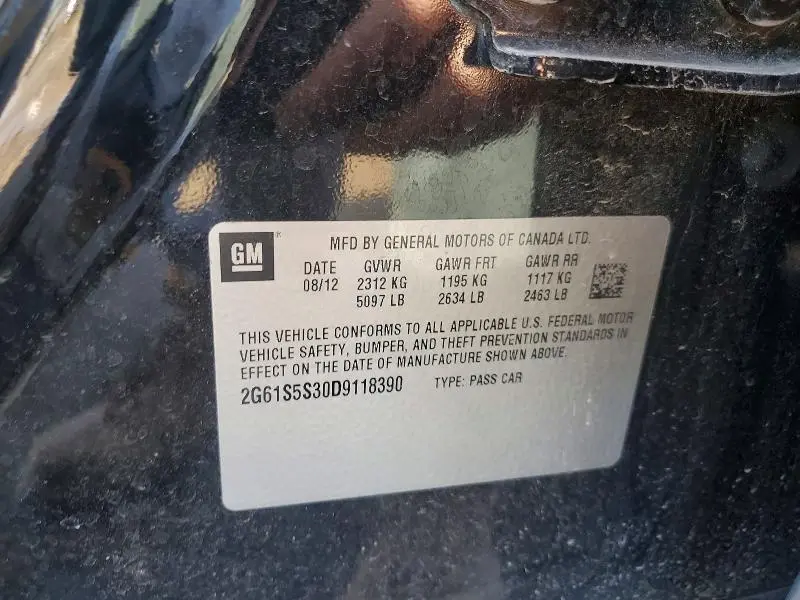 GM
MFD BY GENERAL MOTORS OF CANADA LTD.
DATE GVWR GAWR FRT GAWR RR
08/12 2312 KG 1195 KG 1117 KG
5097 LB 2634 LB 2463 LB
THIS VEHICLE CONFORMS TO ALL APPLICABLE U.S. FEDERAL MOTOR
VEHICLE SAFETY, BUMPER, AND THEFT PREVENTION STANDARDS IN
EFFECT ON THE DATE OF MANUFACTURE SHOWN ABOVE.
2G61S5S30D9118390 TYPE: PASS CAR